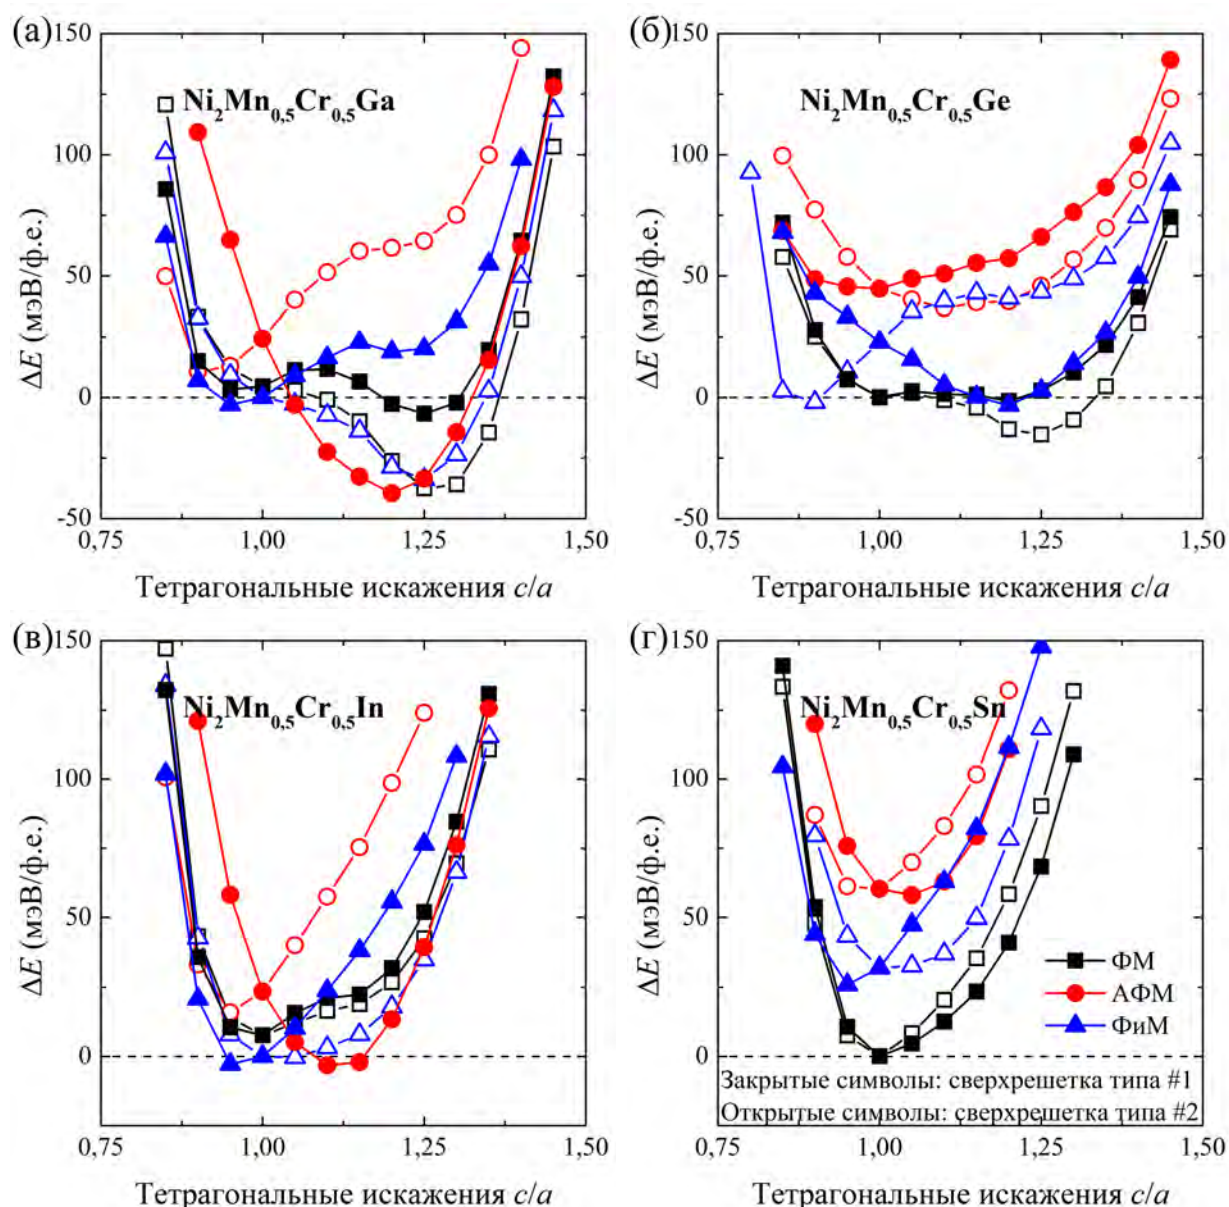 (а)
Ni2Mn0,5Cr0,5Ga
150
100
50
0
-50
ΔE (мэВ/ф.е.)
0,75 1,00 1,25 1,50
Тетрагональные искажения c/a
(б)
Ni2Mn0,5Cr0,5Ge
150
100
50
0
-50
ΔE (мэВ/ф.е.)
0,75 1,00 1,25 1,50
Тетрагональные искажения c/a
(в)
Ni2Mn0,5Cr0,5In
150
100
50
0
ΔE (мэВ/ф.е.)
0,75 1,00 1,25 1,50
Тетрагональные искажения c/a
(г)
Ni2Mn0,5Cr0,5Sn
150
100
50
0
ΔE (мэВ/ф.е.)
ФМ
АФМ
ФиМ
Закрытые символы: сверхрешетка типа #1
Открытые символы: сверхрешетка типа #2
0,75 1,00 1,25 1,50
Тетрагональные искажения c/a